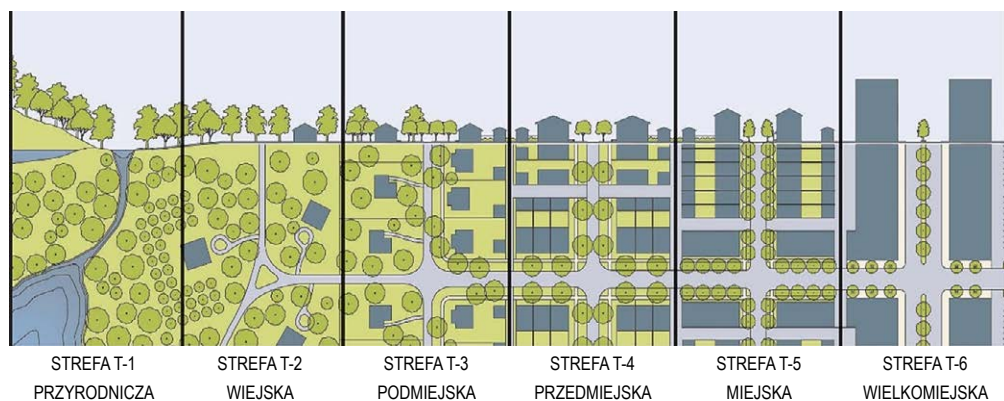 STREFA T-1
PRZYRODNICZA
STREFA T-2
WIEJSKA
STREFA T-3
PODMIEJSKA
STREFA T-4
PRZEDMIEJSKA
STREFA T-5
MIEJSKA
STREFA T-6
WIELKOMIEJSKA